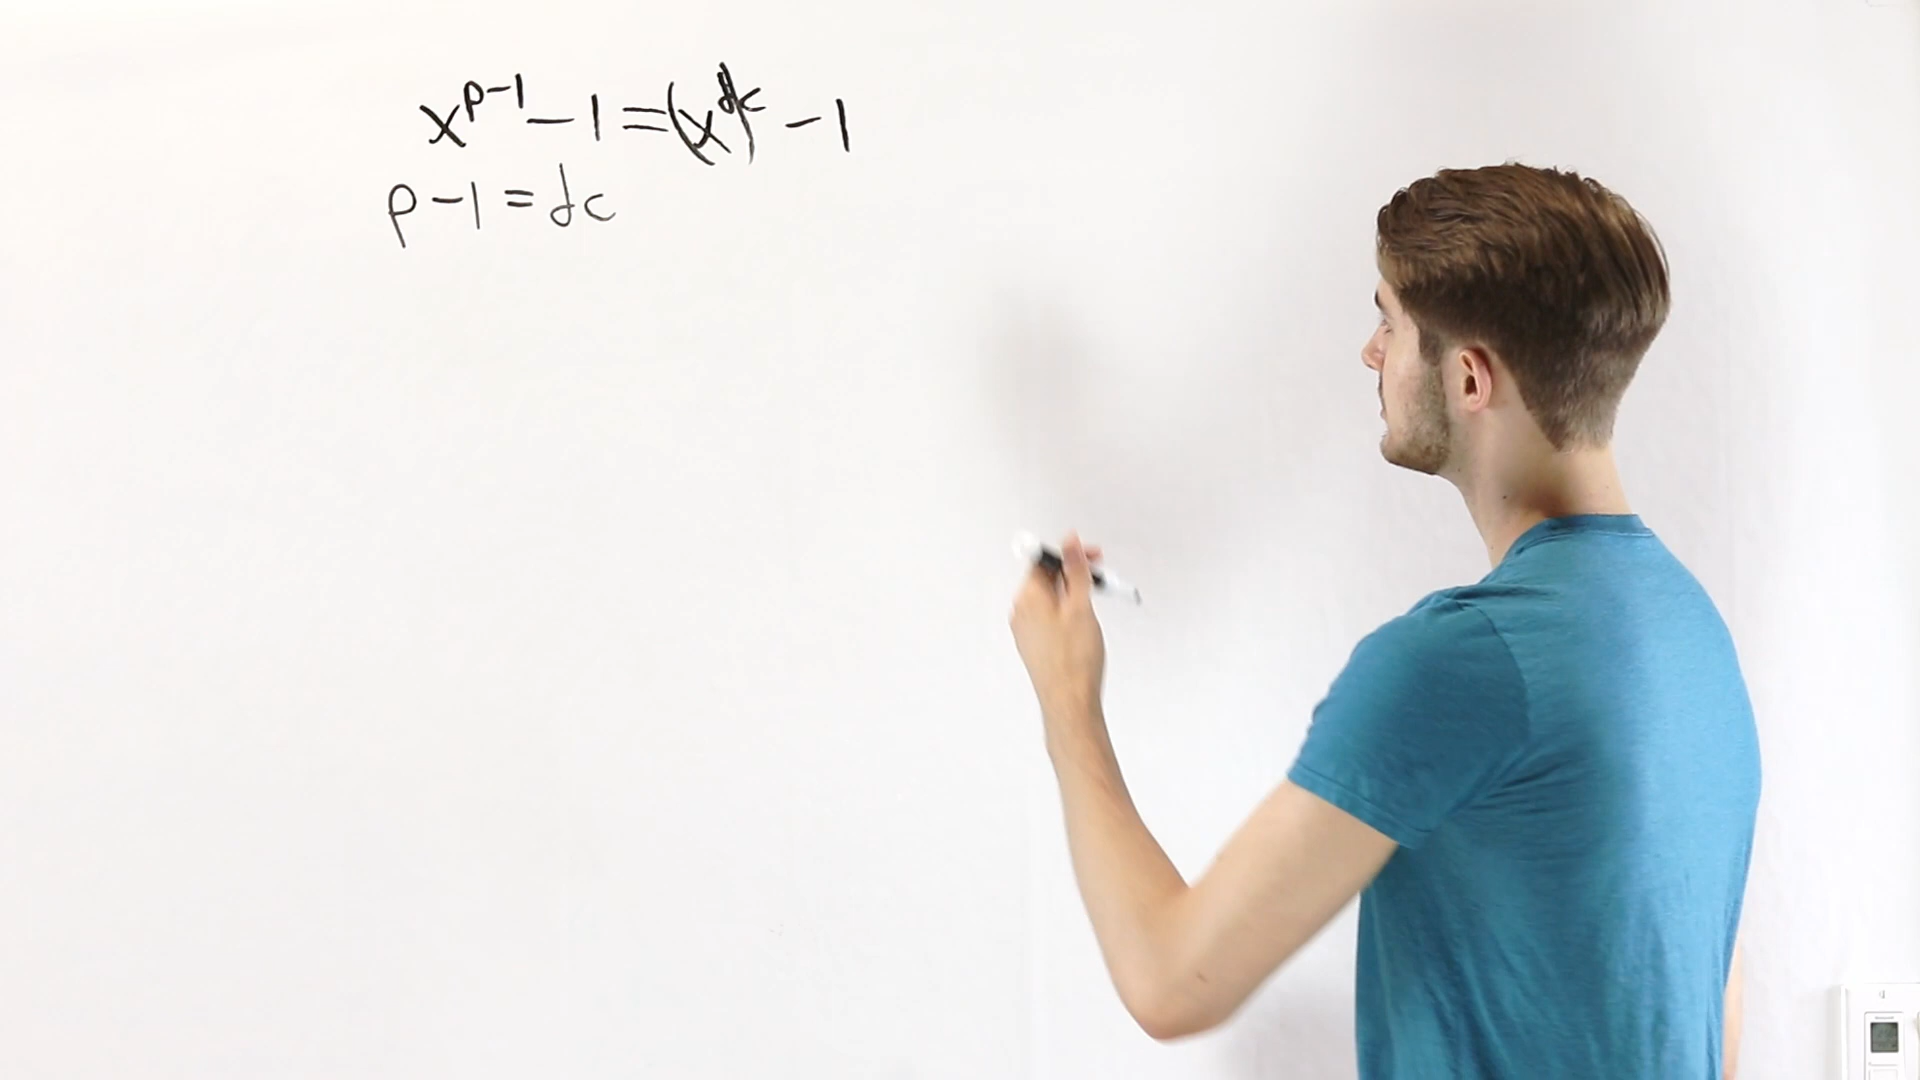 x^{p-1} - 1 = (x^d)^c - 1
p - 1 = dc